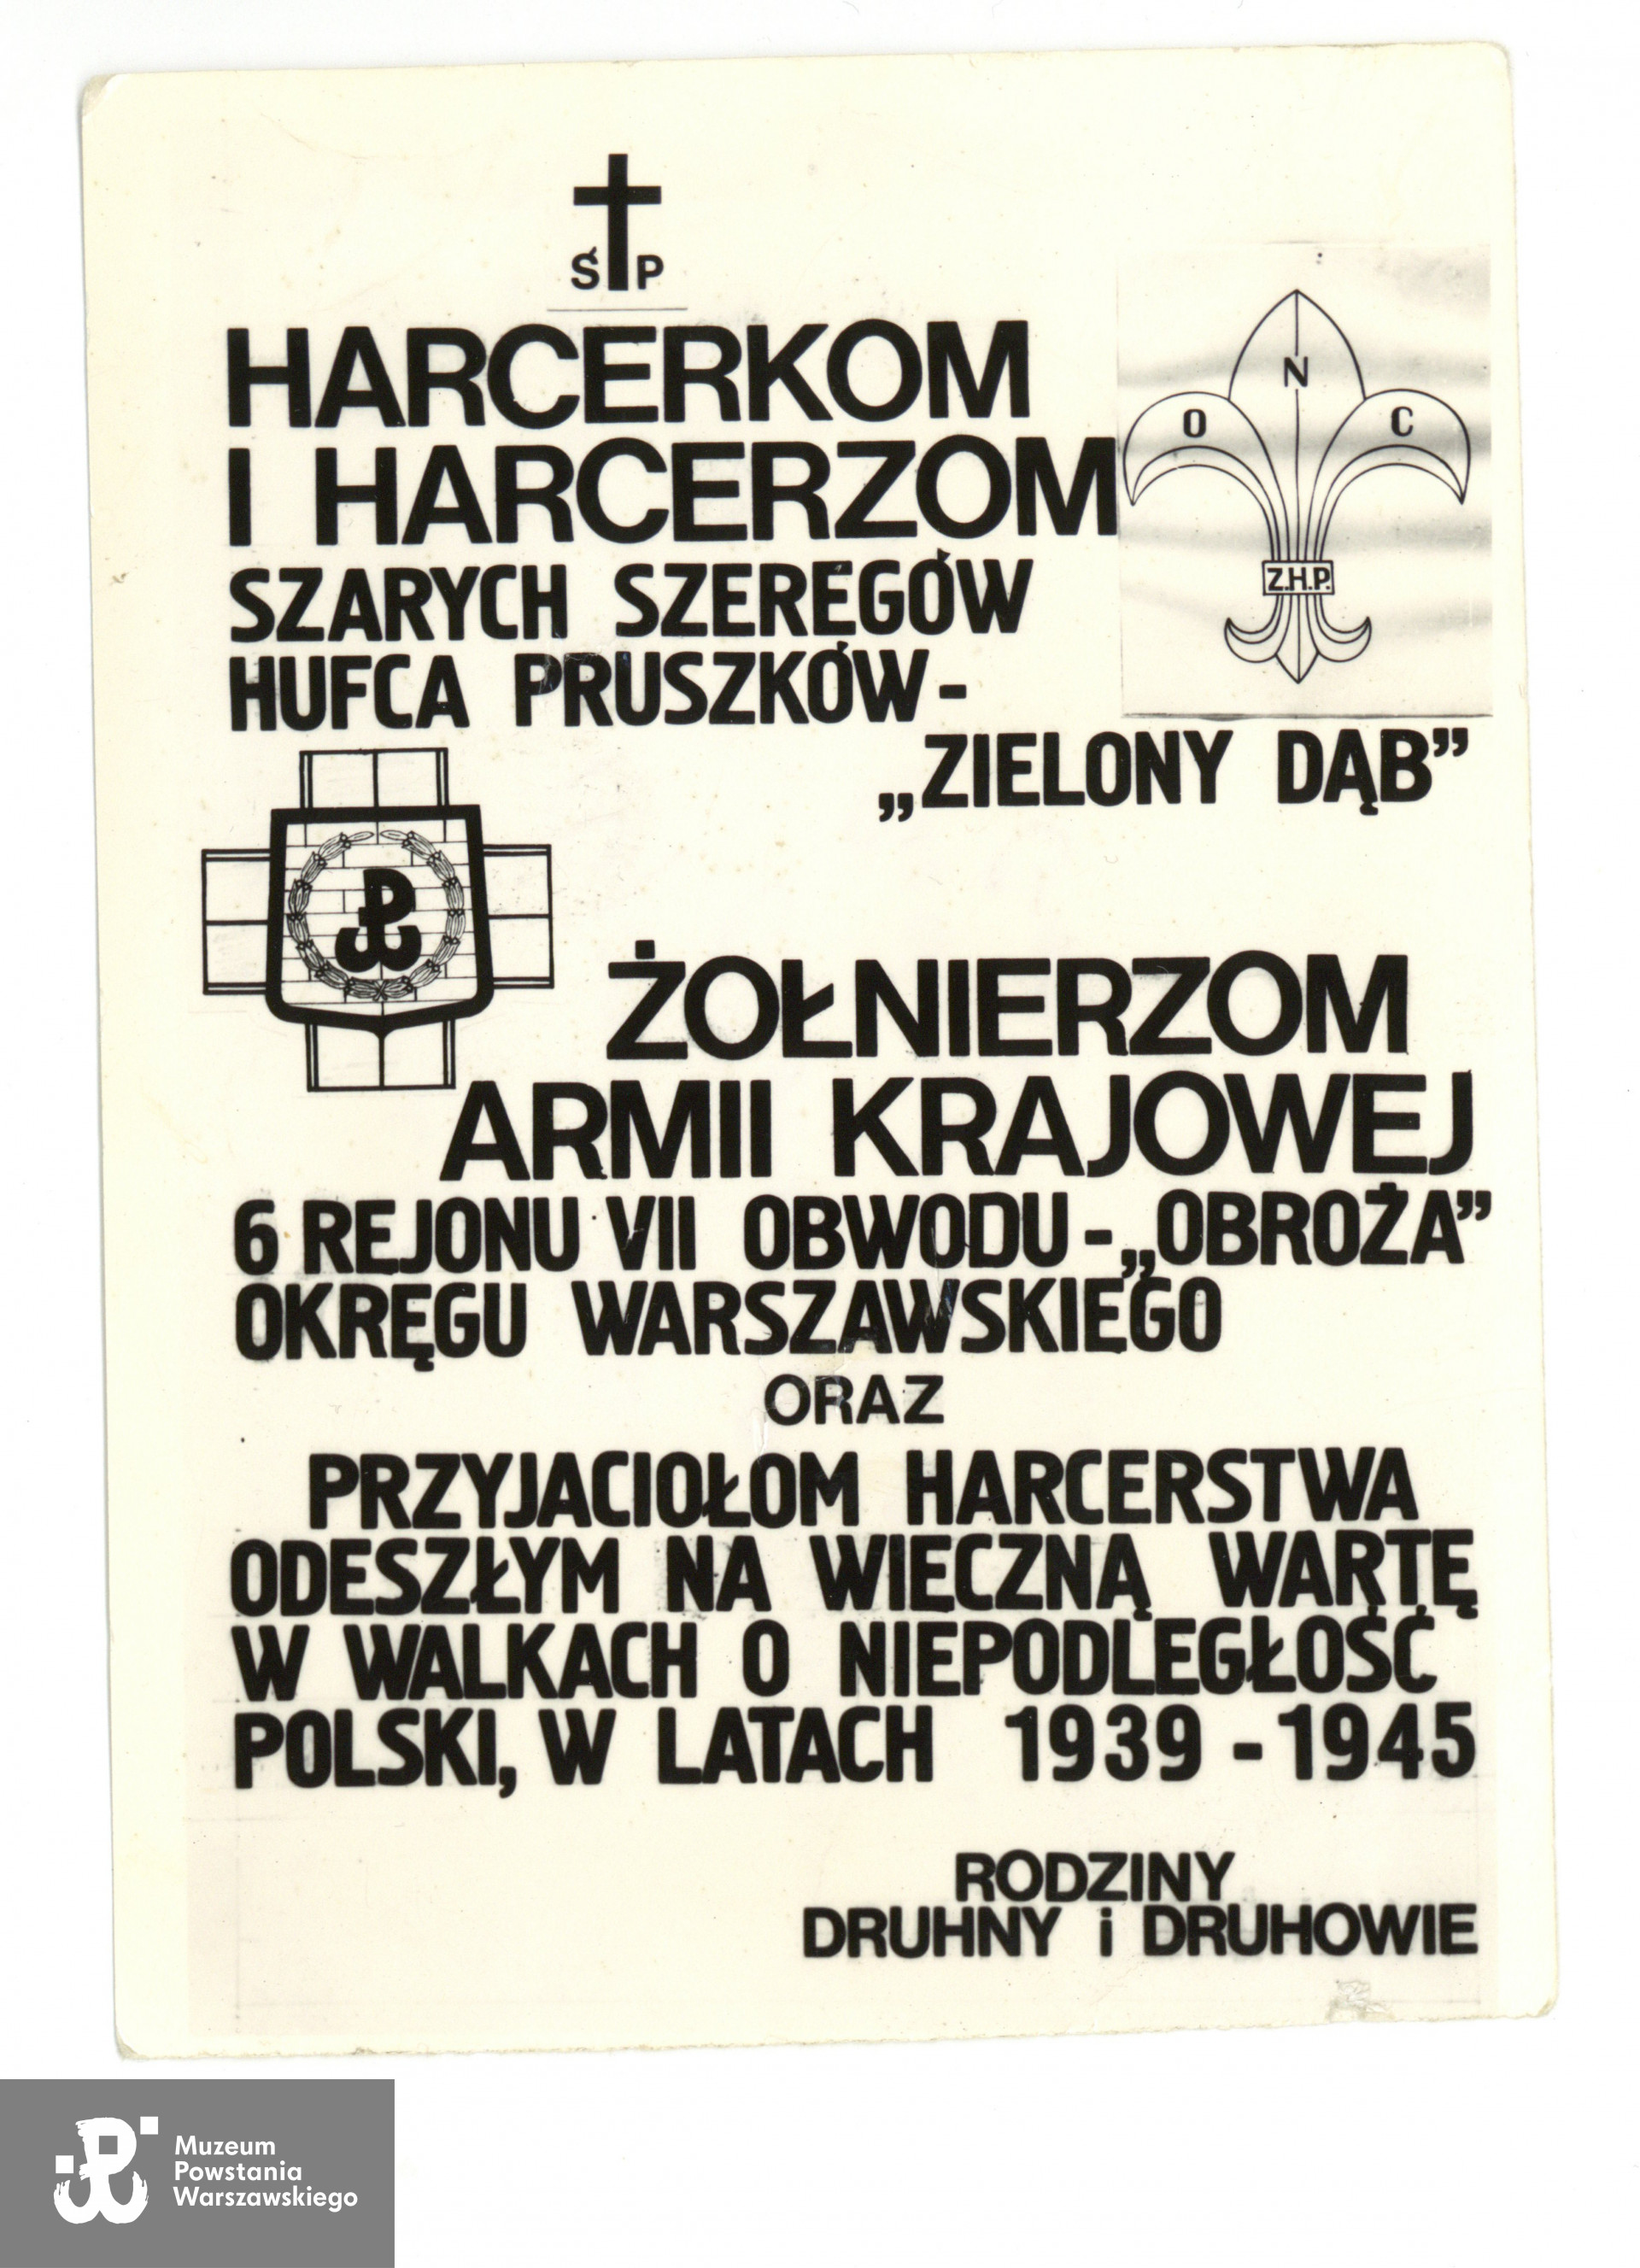 Ś P
HARCERKOM
I HARCERZOM
SZARYCH SZEREGÓW
HUFCA PRUSZKÓW -
„ZIELONY DĄB”
N
O C
Z.H.P.
PW
ŻOŁNIERZOM
ARMII KRAJOWEJ
6 REJONU VII OBWODU - „OBROŻA”
OKRĘGU WARSZAWSKIEGO
ORAZ
PRZYJACIOŁOM HARCERSTWA
ODESZŁYM NA WIECZNĄ WARTĘ
W WALKACH O NIEPODLEGŁOŚĆ
POLSKI, W LATACH 1939 - 1945
RODZINY
DRUHNY i DRUHOWIE
Muzeum
Powstania
Warszawskiego